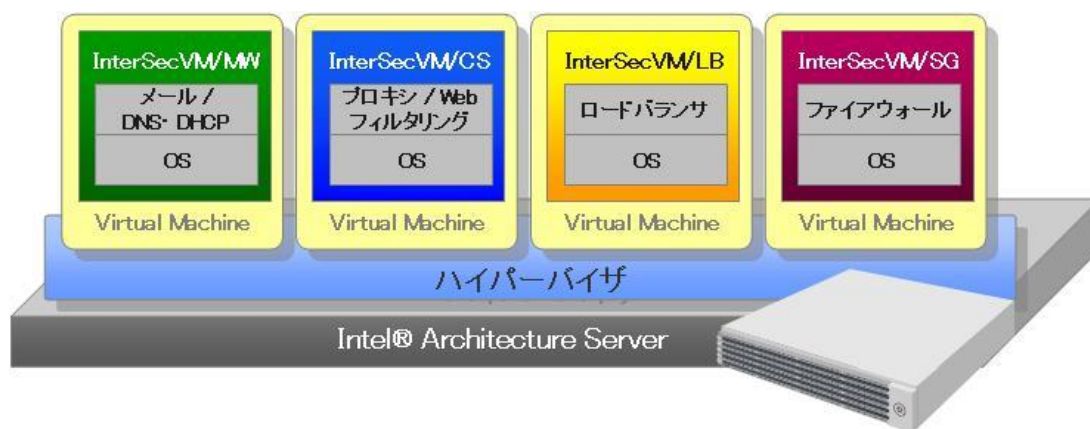 InterSecVM/MW
メール /
DNS・DHCP
OS
Virtual Machine
InterSecVM/CS
プロキシ / Web
フィルタリング
OS
Virtual Machine
InterSecVM/LB
ロードバランサ
OS
Virtual Machine
InterSecVM/SG
ファイアウォール
OS
Virtual Machine
ハイパーバイザ
Intel® Architecture Server